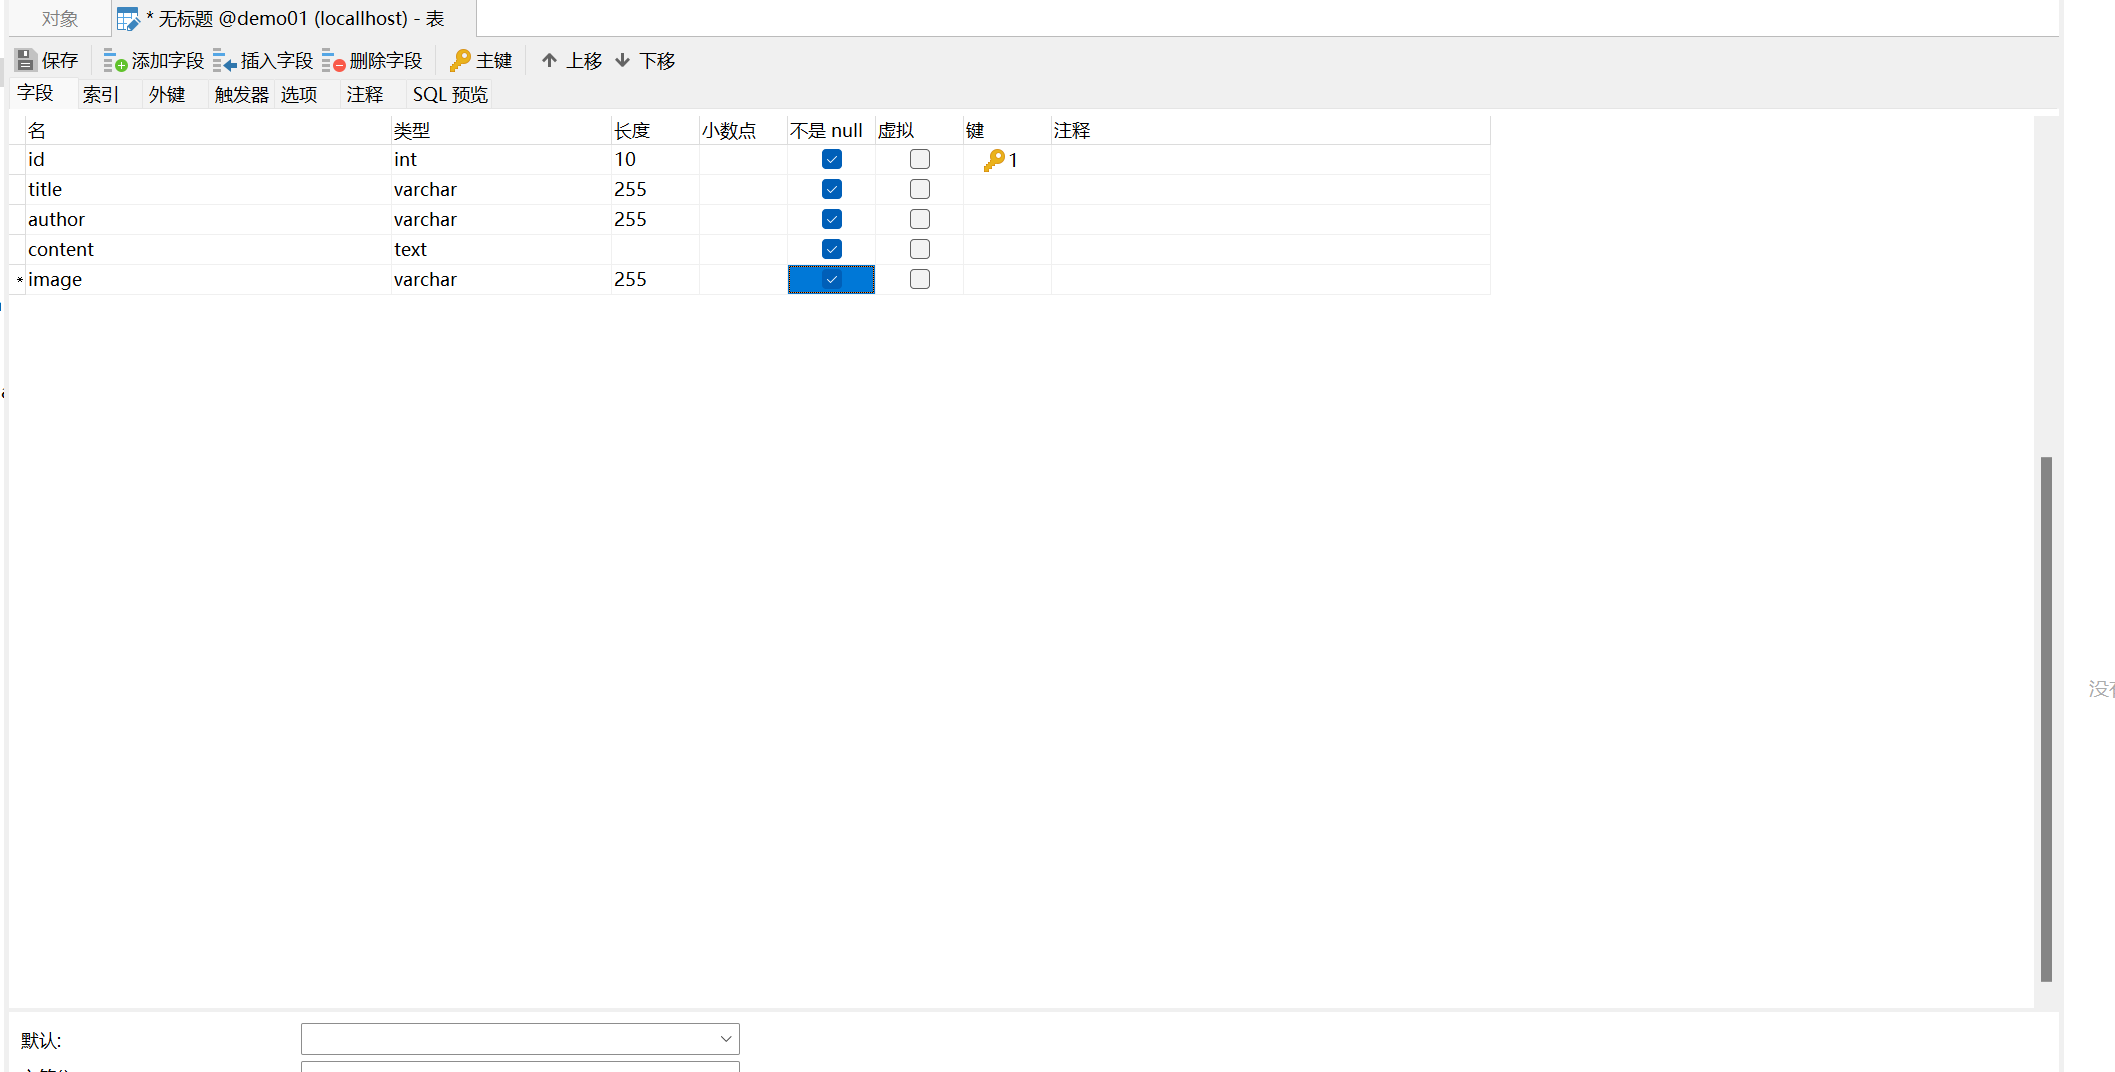 对象 * 无标题 @demo01 (locallhost) - 表
保存 添加字段 插入字段 删除字段 主键 上移 下移
字段 索引 外键 触发器 选项 注释 SQL 预览
名 类型 长度 小数点 不是 null 虚拟 键 注释
id int 10 1
title varchar 255
author varchar 255
content text
* image varchar 255
没
默认: